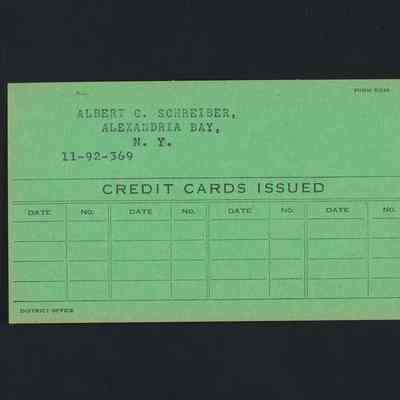 FORM
ALBERT C. SCHREIBER,
ALEXANDRIA BAY,
N. Y.
11-92-369
CREDIT CARDS ISSUED
DATE NO. DATE NO. DATE NO. DATE NO.
DISTRICT OFFICE